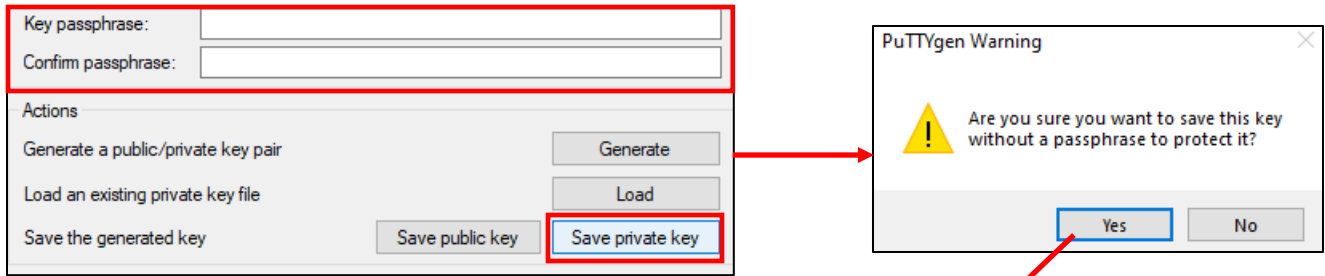 Key passphrase:
Confirm passphrase:
Actions
Generate a public/private key pair
Generate
Load an existing private key file
Load
Save the generated key
Save public key
Save private key
PuTTYgen Warning
Are you sure you want to save this key
without a passphrase to protect it?
Yes
No